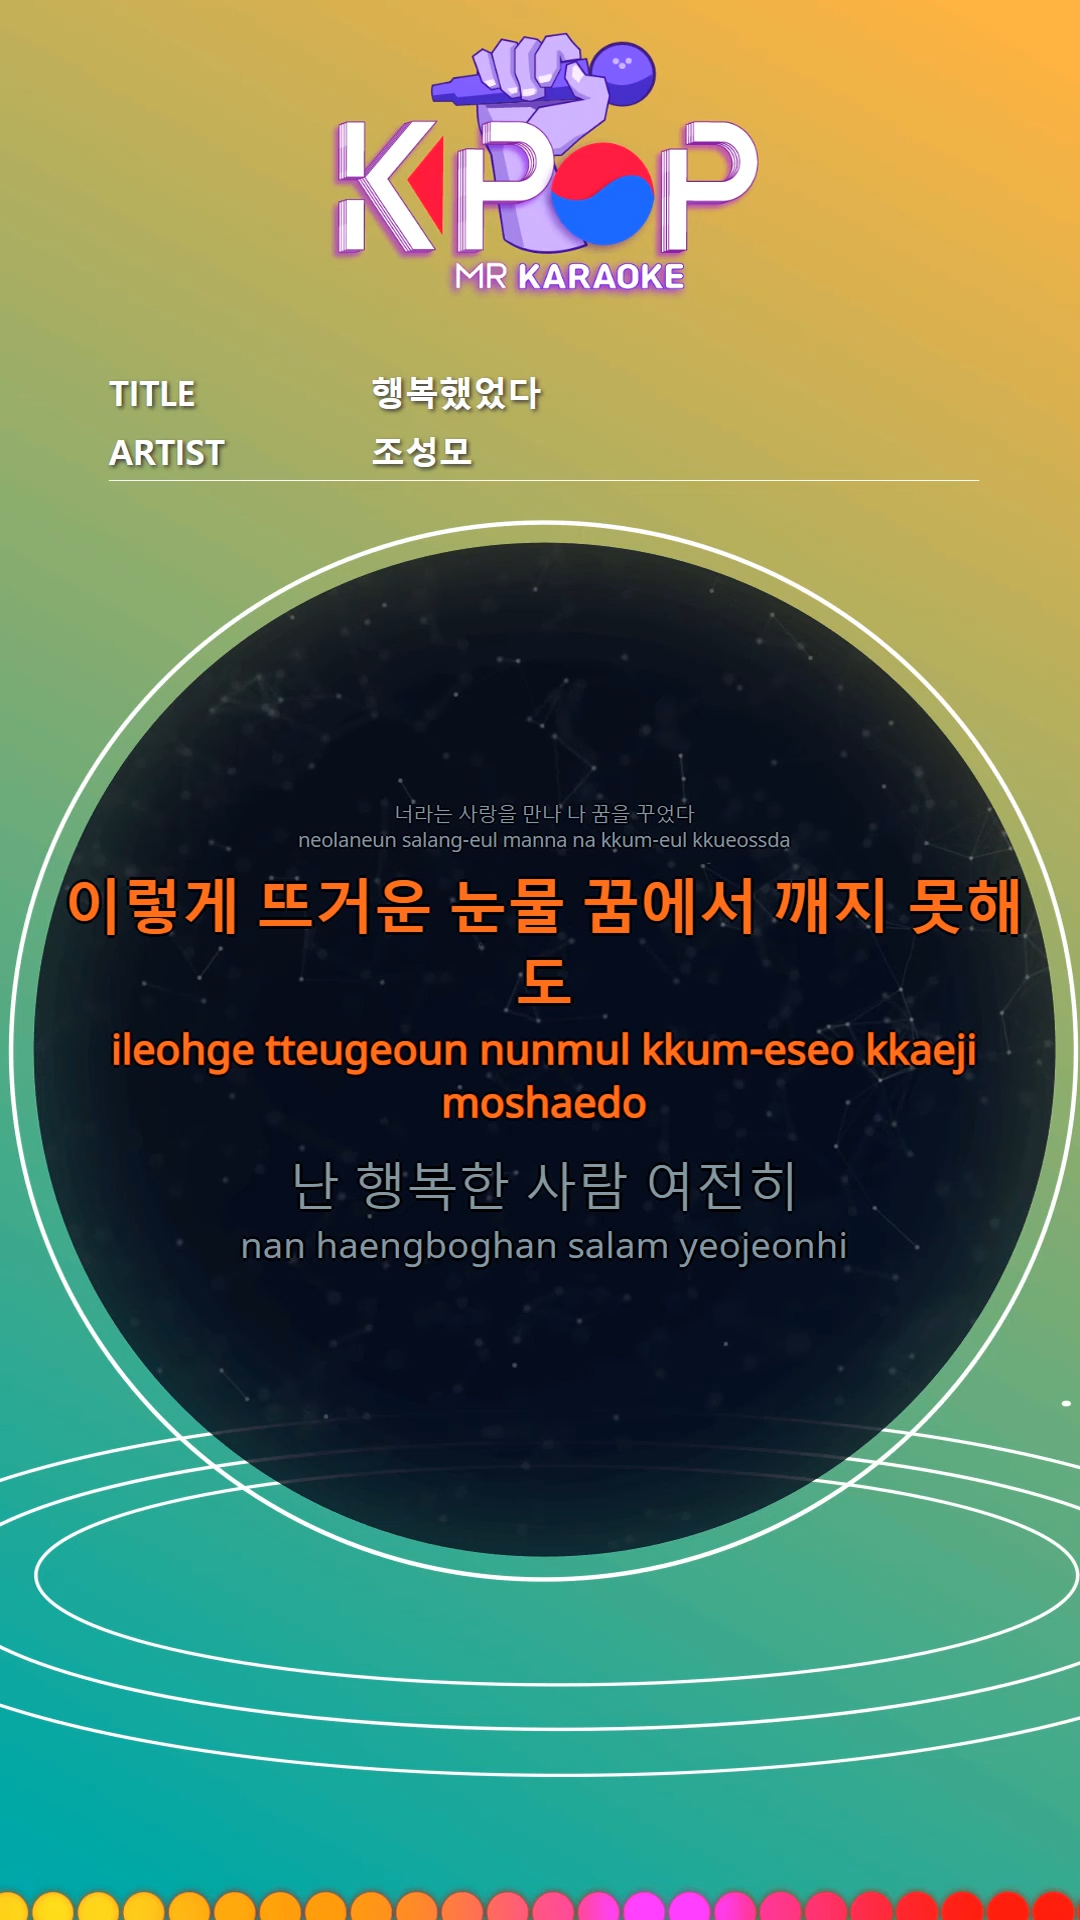 KPOP
MR KARAOKE
TITLE 행복했었다
ARTIST 조성모
너라는 사랑을 만나 나 꿈을 꾸었다
neolaneun salang-eul manna na kkum-eul kkueossda
이렇게 뜨거운 눈물 꿈에서 깨지 못해
도
ileohge tteugeoun nunmul kkum-eseo kkaeji
moshaedo
난 행복한 사람 여전히
nan haengboghan salam yeojeonhi